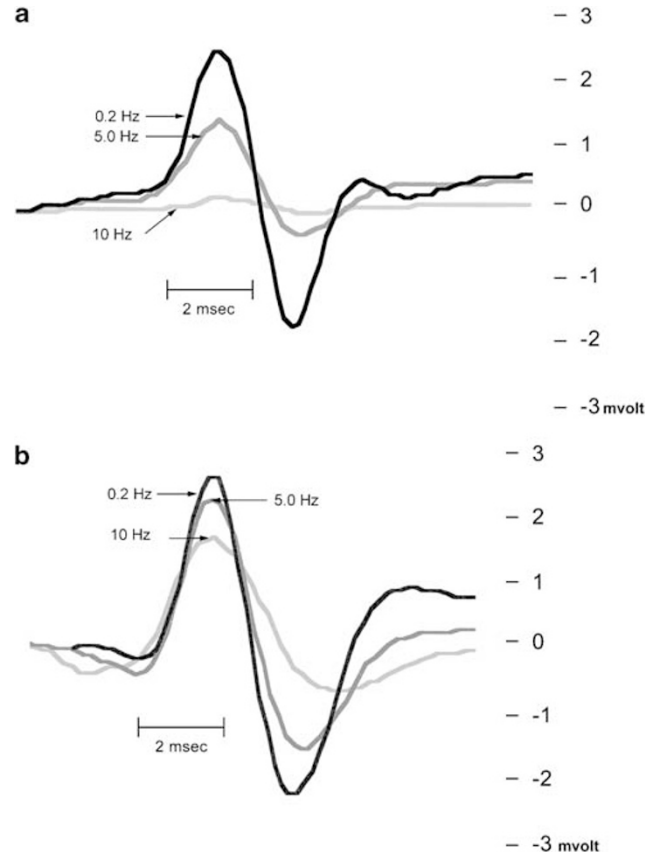 a
– 3
– 2
0.2 Hz
5.0 Hz
– 1
– 0
10 Hz
– -1
2 msec
– -2
– -3 mvolt
b
– 3
0.2 Hz
5.0 Hz
– 2
10 Hz
– 1
– 0
– -1
2 msec
– -2
– -3 mvolt